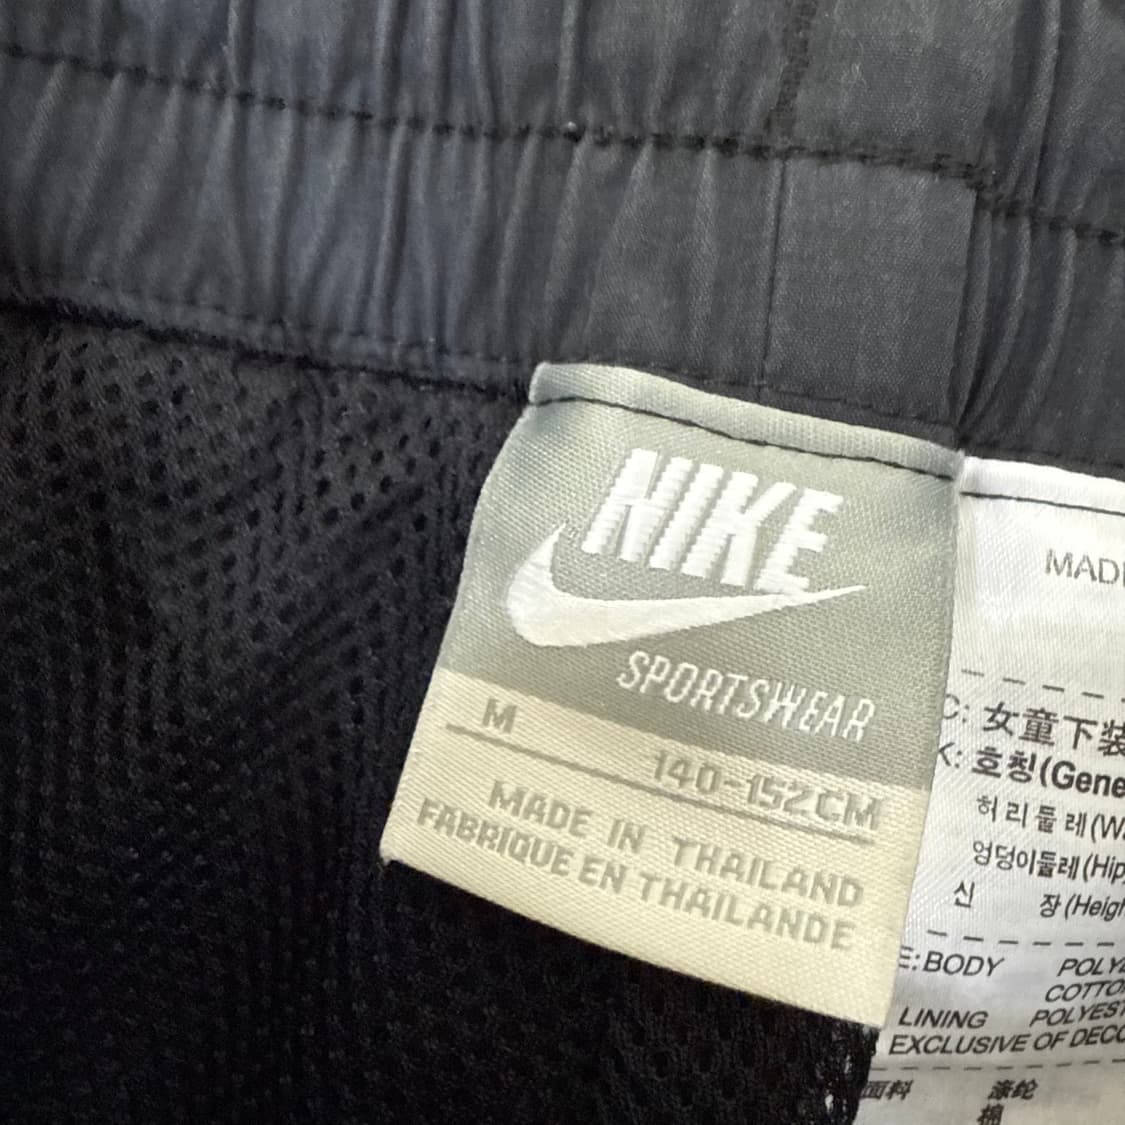 NIKE
SPORTSWEAR
M
140-152CM
MADE IN THAILAND
FABRIQUE EN THAILANDE
MADE
C: 女童下装
K: 호칭(Gene
허리둘레(W
엉덩이둘레(Hip
신 장(Heigh
E:BODY POLYE
COTTO
LINING POLYEST
EXCLUSIVE OF DECO
面料 涤纶
棉